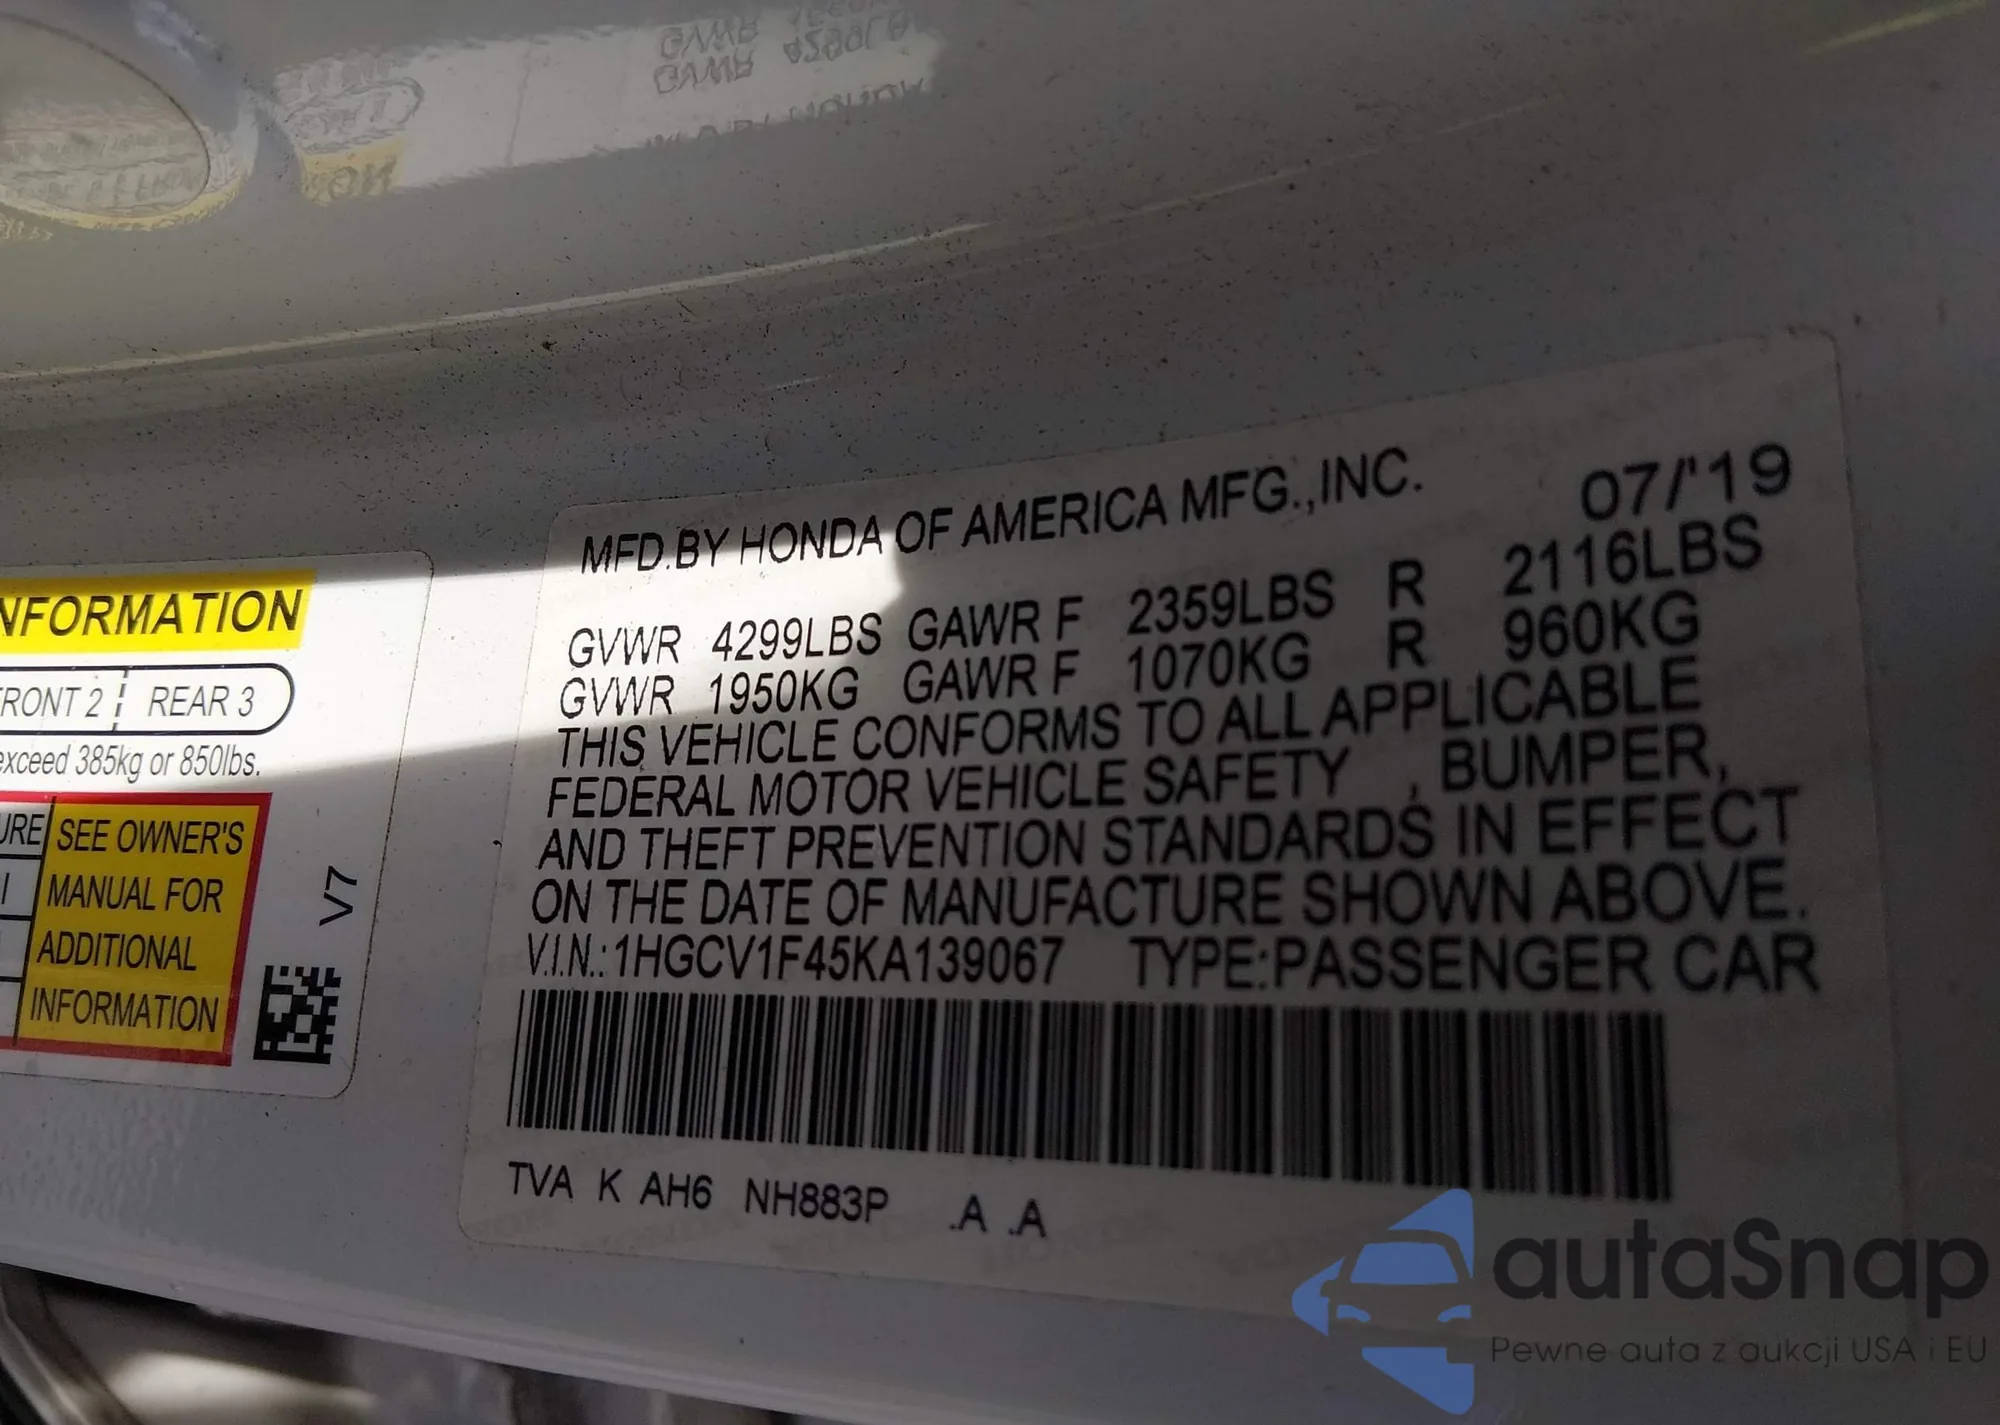 NFORMATION
RONT 2 REAR 3
exceed 385kg or 850lbs.
URE SEE OWNER'S
MANUAL FOR
ADDITIONAL
INFORMATION
V7
MFD.BY HONDA OF AMERICA MFG.,INC. 07/'19
GVWR 4299LBS GAWR F 2359LBS R 2116LBS
GVWR 1950KG GAWR F 1070KG R 960KG
THIS VEHICLE CONFORMS TO ALL APPLICABLE
FEDERAL MOTOR VEHICLE SAFETY , BUMPER,
AND THEFT PREVENTION STANDARDS IN EFFECT
ON THE DATE OF MANUFACTURE SHOWN ABOVE.
V.I.N.:1HGCV1F45KA139067 TYPE:PASSENGER CAR
TVA K AH6 NH883P .A .A
autaSnap
Pewne auta z aukcji USA i EU